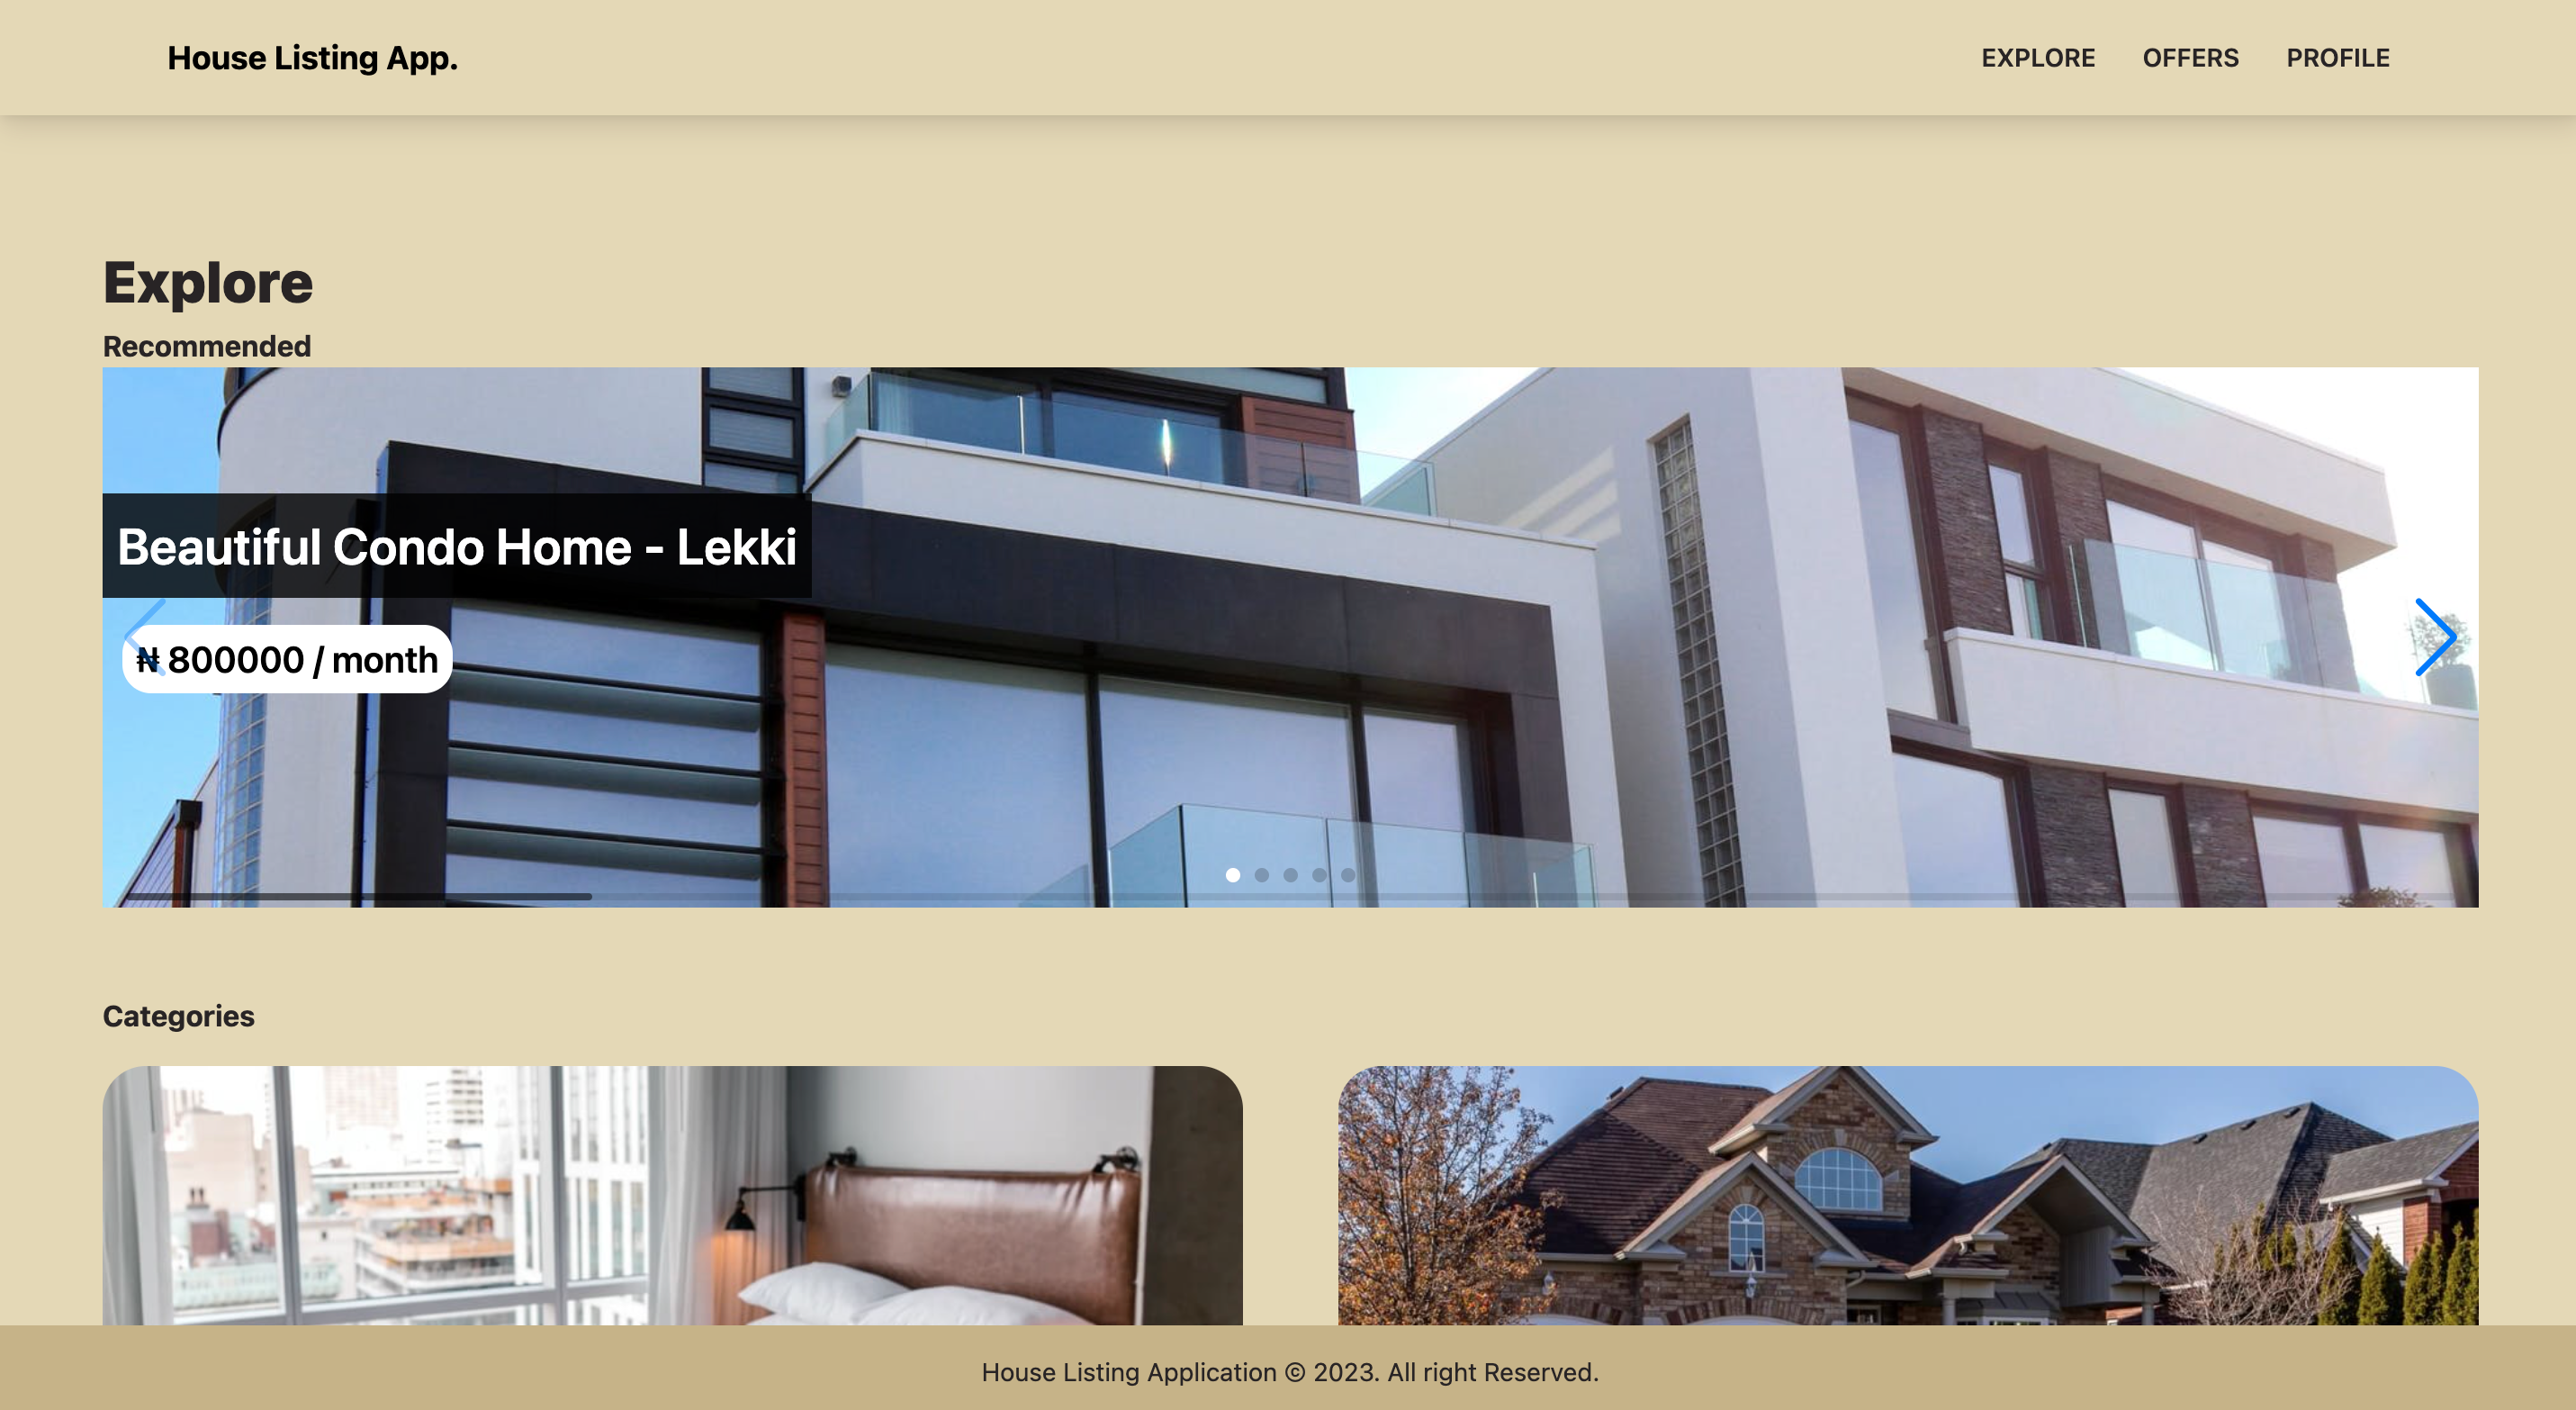 House Listing App.
EXPLORE OFFERS PROFILE
Explore
Recommended
Beautiful Condo Home - Lekki
₦ 800000 / month
Categories
House Listing Application © 2023. All right Reserved.